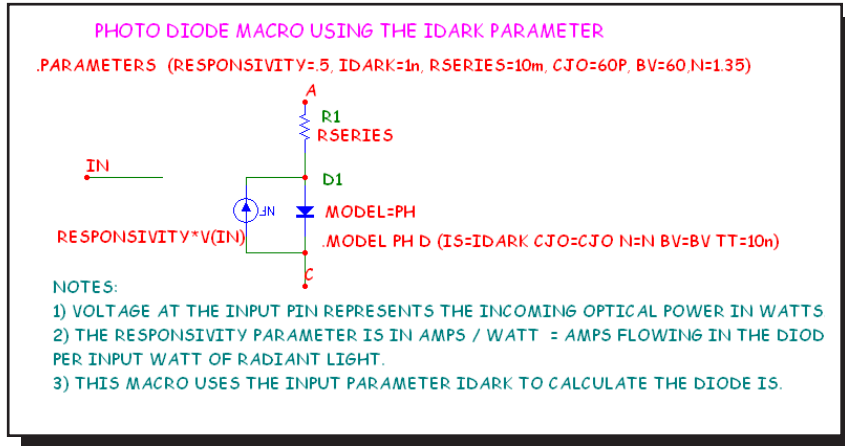 PHOTO DIODE MACRO USING THE IDARK PARAMETER
.PARAMETERS (RESPONSIVITY=.5, IDARK=1n, RSERIES=10m, CJO=60P, BV=60,N=1.35)
A
R1
RSERIES
IN
D1
NF
MODEL=PH
RESPONSIVITY*V(IN)
.MODEL PH D (IS=IDARK CJO=CJO N=N BV=BV TT=10n)
C
NOTES:
1) VOLTAGE AT THE INPUT PIN REPRESENTS THE INCOMING OPTICAL POWER IN WATTS
2) THE RESPONSIVITY PARAMETER IS IN AMPS / WATT = AMPS FLOWING IN THE DIOD
PER INPUT WATT OF RADIANT LIGHT.
3) THIS MACRO USES THE INPUT PARAMETER IDARK TO CALCULATE THE DIODE IS.